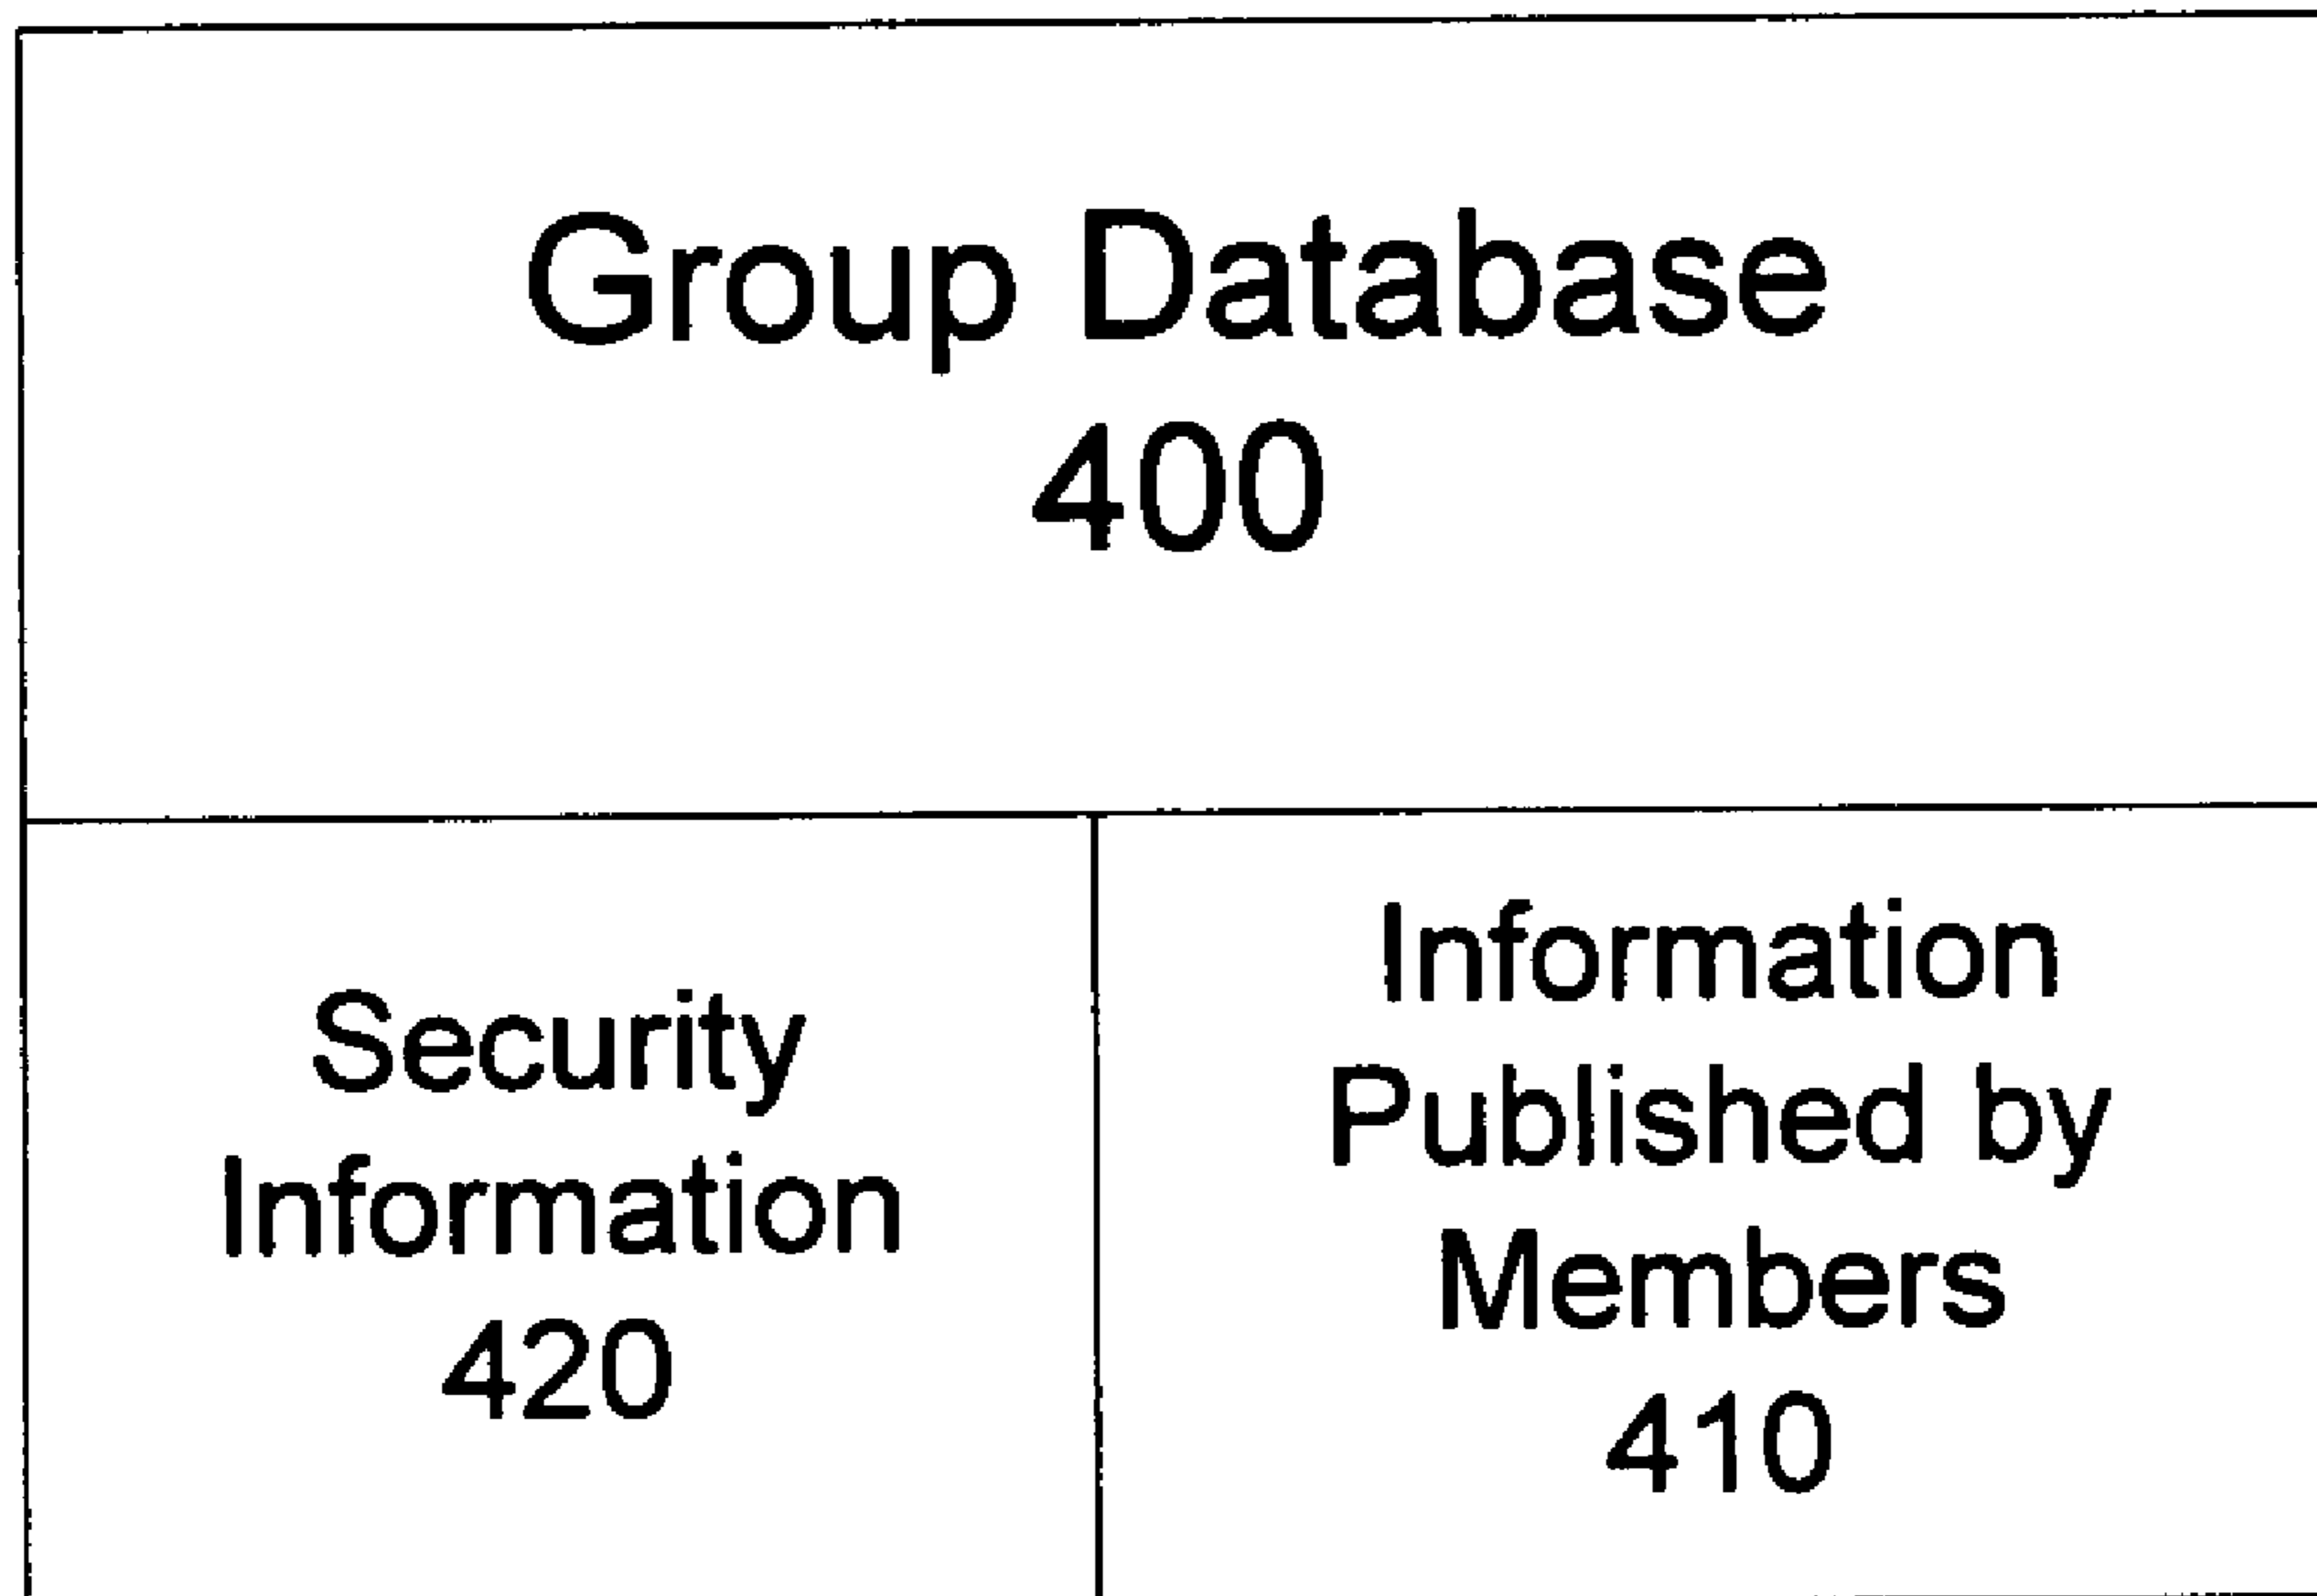 Group Database
400
Security
Information
420
Information
Published by
Members
410